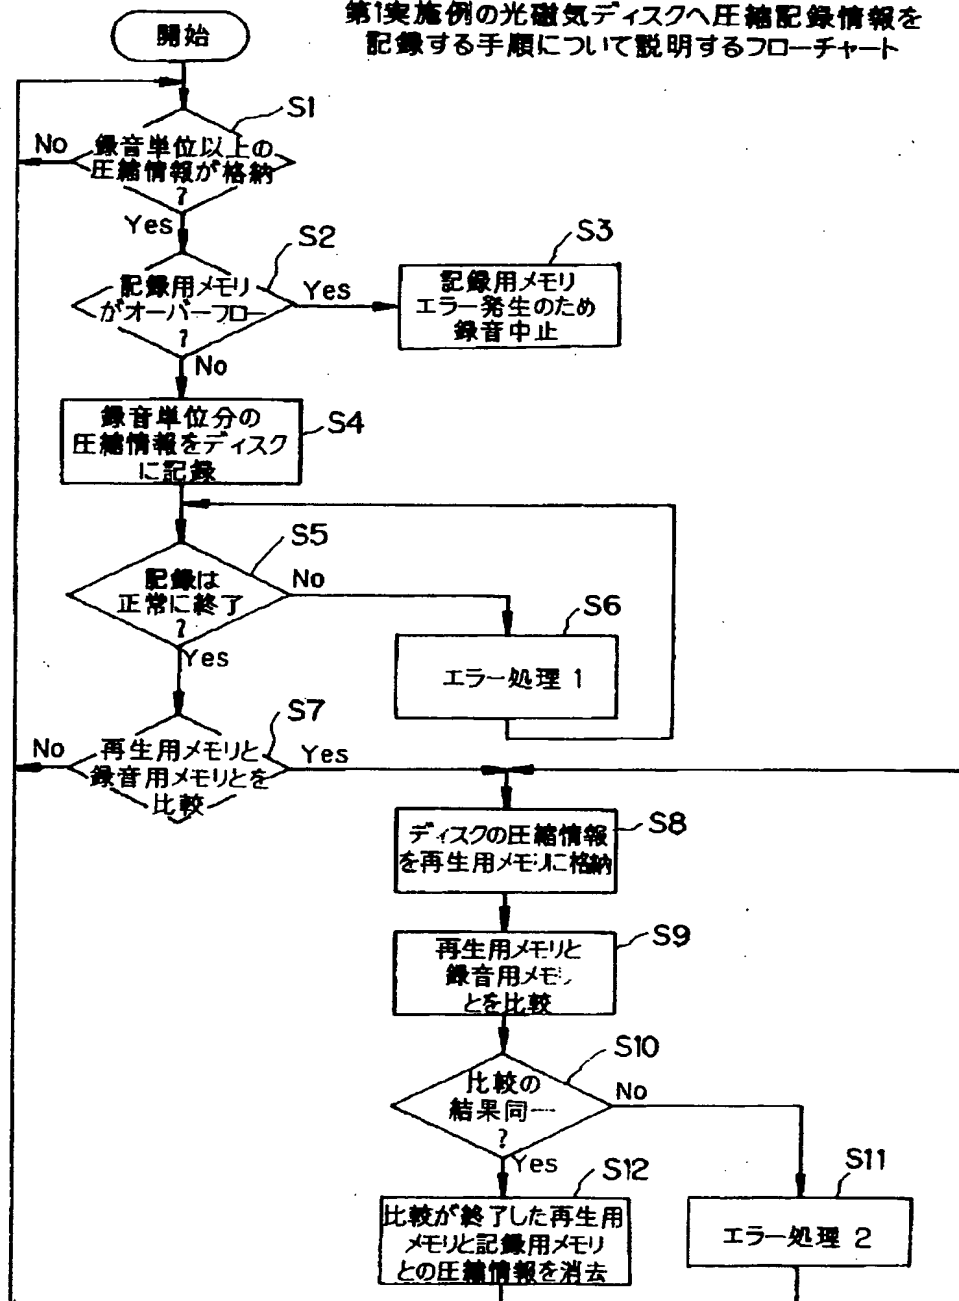 第1実施例の光磁気ディスクへ圧縮記録情報を
記録する手順について説明するフローチャート
開始
S1
No
録音単位以上の
圧縮情報が格納
?
Yes
S2
記録用メモリ
がオーバーフロー
?
Yes
S3
記録用メモリ
エラー発生のため
録音中止
No
録音単位分の
圧縮情報をディスク
に記録
S4
S5
記録は
正常に終了
?
No
S6
エラー処理 1
Yes
S7
No
再生用メモリと
録音用メモリとを
比較
Yes
ディスクの圧縮情報
を再生用メモリに格納
S8
再生用メモリと
録音用メモリ
とを比較
S9
S10
比較の
結果同一
?
No
Yes
S12
比較が終了した再生用
メモリと記録用メモリ
との圧縮情報を消去
S11
エラー処理 2